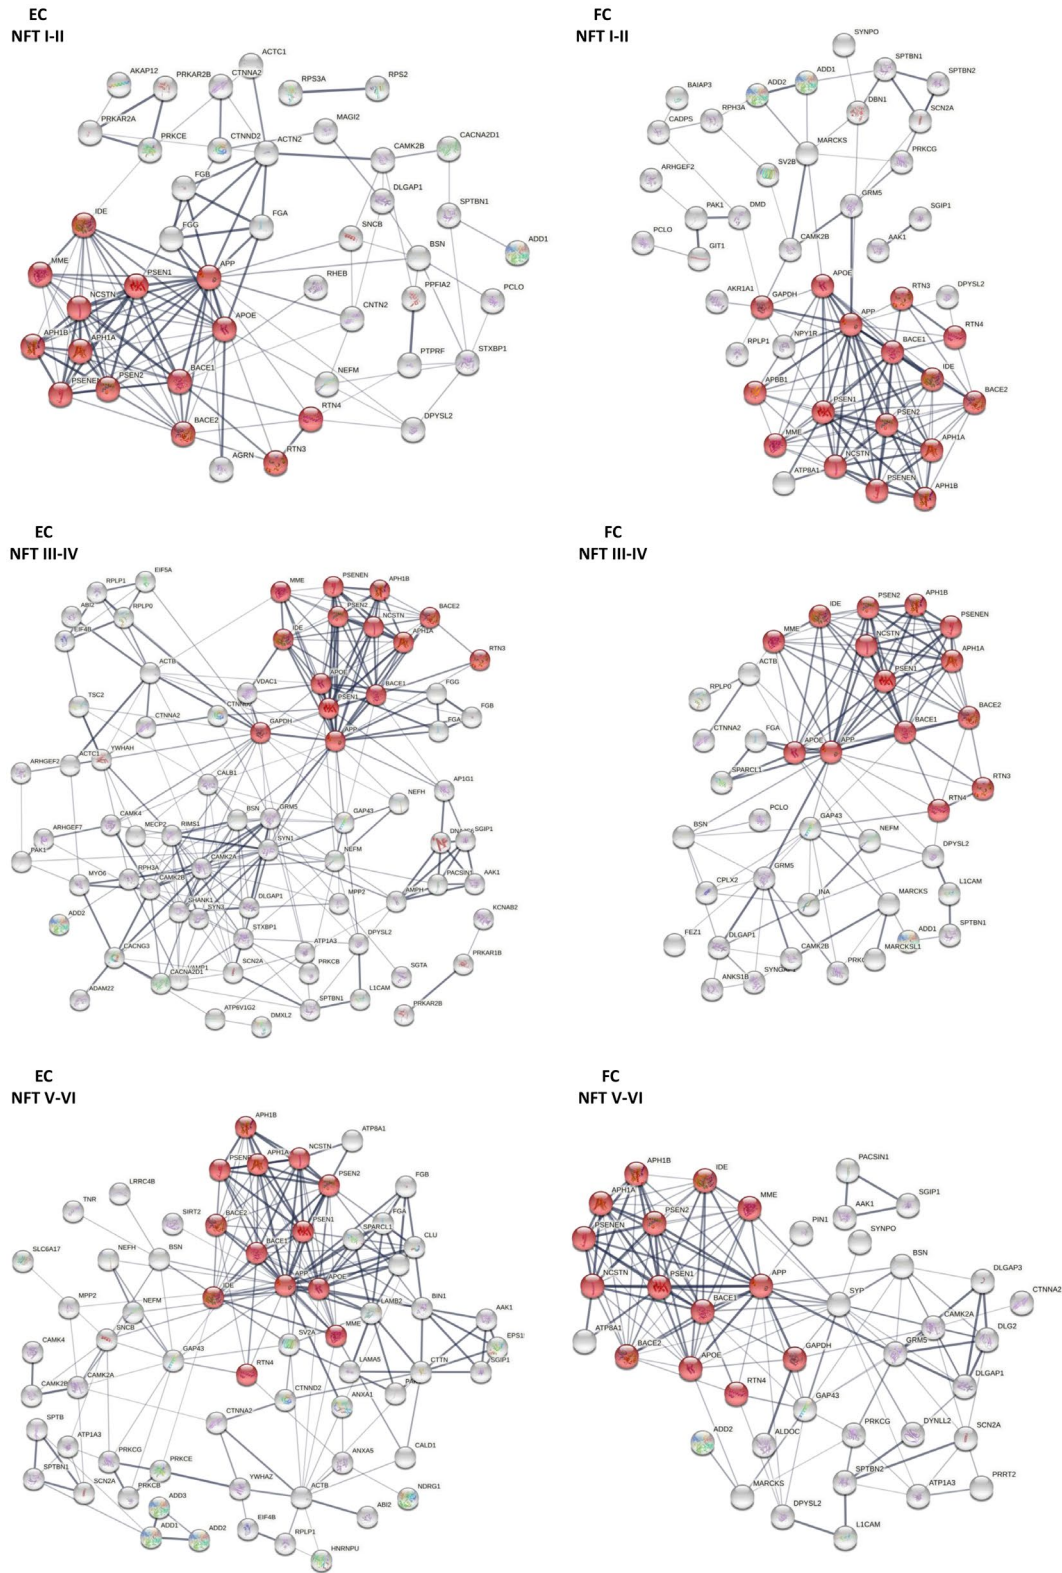 EC
NFT I-II
ACTC1
AKAP12
PRKAR2B
CTNNA2
RPS3A
RPS2
PRKAR2A
PRKCE
CTNND2
ACTN2
MAGI2
CAMK2B
CACNA2D1
FGB
DLGAP1
IDE
FGA
SPTBN1
FGG
SNCB
ADD1
MME
PSEN1
APP
BSN
NCSTN
RHEB
PPFIA2
PCLO
APOE
CNTN2
APH1B
APH1A
PTPRF
STXBP1
BACE1
NEFM
PSEN2
RTN4
BACE2
DPYSL2
AGRN
RTN3
FC
NFT I-II
SYNPO
SPTBN1
ADD2
ADD1
SPTBN2
BAIAP3
DBN1
SCN2A
CADPS
RPH3A
MARCKS
PRKCG
SV2B
ARHGEF2
GRM5
PAK1
DMD
SGIP1
PCLO
GIT1
CAMK2B
AAK1
APOE
AKR1A1
GAPDH
RTN3
DPYSL2
APP
RPLP1
NPY1R
RTN4
BACE1
IDE
APBB1
BACE2
PSEN1
PSEN2
MME
APH1A
NCSTN
ATP8A1
PSENEN
APH1B
EC
NFT III-IV
EIF5A
RPLP1
MME
PSENEN
APH1B
ABI2
RPLP0
PSEN2
BACE2
EIF4B
NCSTN
IDE
APH1A
ACTB
RTN3
APOE
VDAC1
BACE1
FGG
TSC2
PSEN1
FGB
CTNNA2
GAPDH
FGA
APP
ACTC1
YWHAH
ARHGEF2
CALB1
AP1G1
NEFH
CAMK4
BSN
GRM5
GAP43
ARHGEF7
MECP2
RIMS1
SGIP1
SYN1
PAK1
CAMK2A
NEFM
MYO6
RPH3A
CAMK2B
PACSIN1
AAK1
SHANK1
DLGAP1
MPP2
AMPH
ADD2
SYN3
KCNAB2
STXBP1
DPYSL2
CACNG3
ATP1A3
CACNA2D1
SCN2A
PRKCB
SGTA
PRKAR1B
ADAM22
SPTBN1
L1CAM
ATP6V1G2
DMXL2
PRKAR2B
FC
NFT III-IV
PSEN2
APH1B
IDE
PSENEN
MME
NCSTN
APH1A
ACTB
PSEN1
RPLP0
BACE2
CTNNA2
FGA
BACE1
APOE
APP
SPARCL1
RTN3
PCLO
RTN4
BSN
GAP43
NEFM
DPYSL2
GRM5
CPLX2
L1CAM
INA
MARCKS
FEZ1
DLGAP1
ADD1
SPTBN1
CAMK2B
MARCKSL1
ANKS1B
EC
NFT V-VI
APH1B
ATP8A1
APH1A
NCSTN
LRRC4B
PSEN2
FGB
TNR
SIRT2
BACE2
PSEN1
FGA
SPARCL1
SLC6A17
NEFH
BSN
BACE1
CLU
APP
APOE
IDE
MPP2
NEFM
LAMB2
BIN1
SNCB
MME
AAK1
CAMK4
GAP43
SV2A
SGIP1
RTN4
LAMA5
CTTN
CAMK2B
CAMK2A
CTNND2
ANXA1
CTNNA2
SPTB
ATP1A3
PRKCG
CALD1
SPTBN1
PRKCE
ANXA5
SCN2A
PRKCB
YWHAZ
ACTB
NDRG1
ADD3
ABI2
ADD1
ADD2
EIF4B
RPLP1
HNRNPU
FC
NFT V-VI
APH1B
IDE
PACSIN1
APH1A
MME
PSEN2
AAK1
SGIP1
PSENEN
PIN1
SYNPO
NCSTN
PSEN1
APP
BSN
DLGAP3
BACE1
SYP
CTNNA2
CAMK2A
ATP8A1
DLG2
BACE2
APOE
GAPDH
GRM5
DLGAP1
RTN4
GAP43
ADD2
ALDOC
PRKCG
DYNLL2
SCN2A
SPTBN2
MARCKS
ATP1A3
PRRT2
DPYSL2
L1CAM